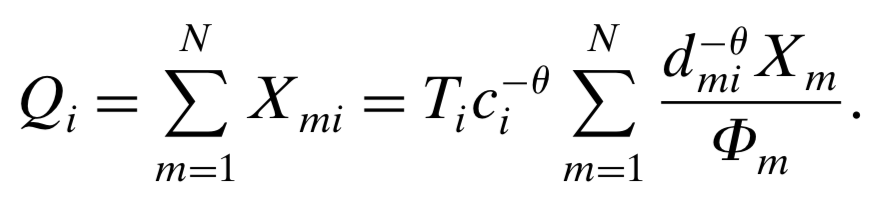 $$Q_i = \sum_{m=1}^{N} X_{mi} = T_i c_i^{-\theta} \sum_{m=1}^{N} \frac{d_{mi}^{-\theta} X_m}{\Phi_m}.$$